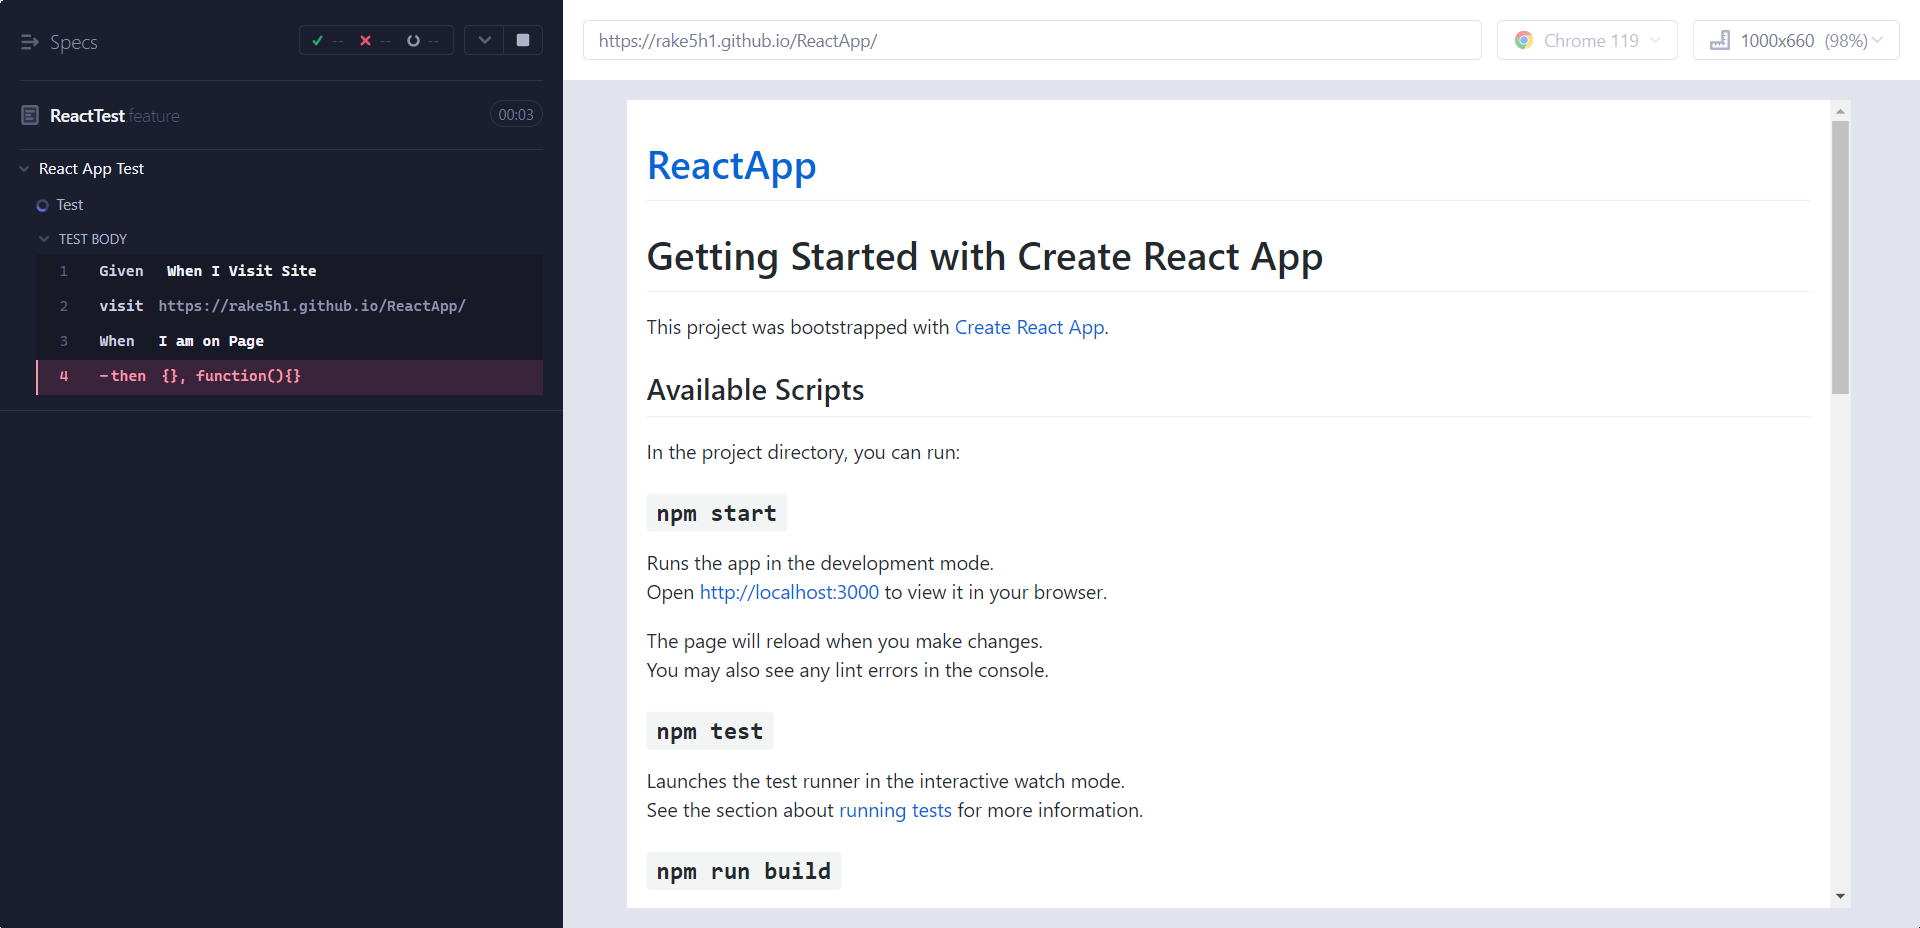 Specs
-- -- --
ReactTest.feature
00:03
React App Test
Test
TEST BODY
1 Given When I Visit Site
2 visit https://rake5h1.github.io/ReactApp/
3 When I am on Page
4 -then {}, function(){}
https://rake5h1.github.io/ReactApp/
Chrome 119
1000x660 (98%)
ReactApp
Getting Started with Create React App
This project was bootstrapped with Create React App.
Available Scripts
In the project directory, you can run:
npm start
Runs the app in the development mode.
Open http://localhost:3000 to view it in your browser.
The page will reload when you make changes.
You may also see any lint errors in the console.
npm test
Launches the test runner in the interactive watch mode.
See the section about running tests for more information.
npm run build